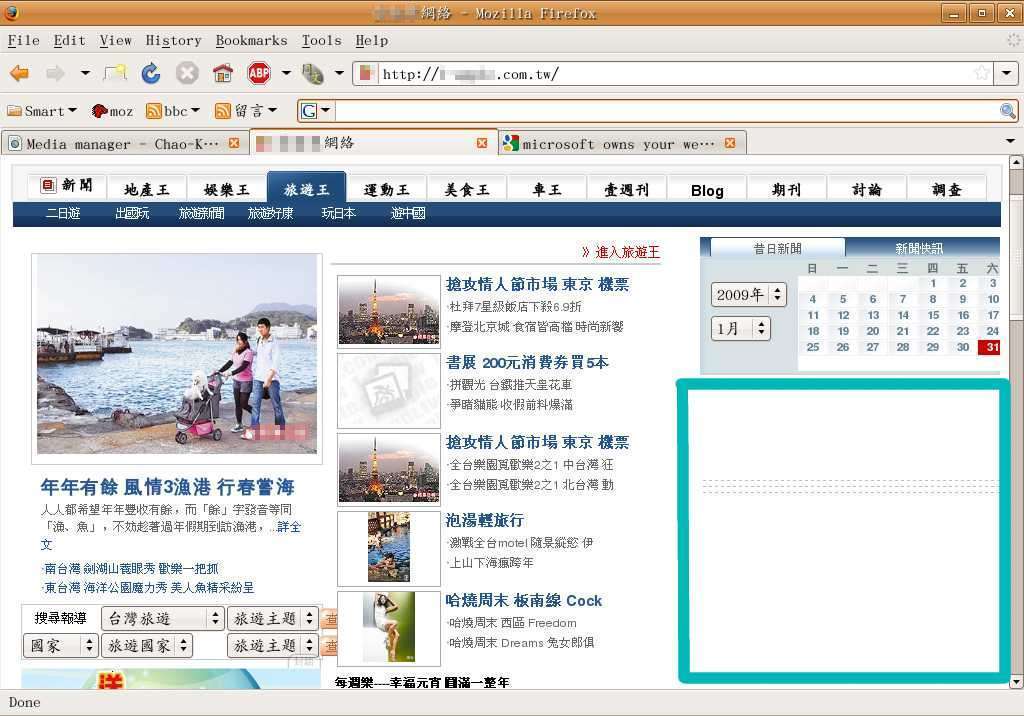 網絡 - Mozilla Firefox
File Edit View History Bookmarks Tools Help
ABP
http:// .com.tw/
Smart moz bbc 留言 G
Media manager - Chao-K⋯
網絡
microsoft owns your we⋯
新聞 地產王 娛樂王 旅遊王 運動王 美食王 車王 壹週刊 Blog 期刊 討論 調查
二日遊 出國玩 旅遊新聞 旅遊好康 玩日本 遊中國
》 進入旅遊王
年年有餘 風情3漁港 行春嘗海
人人都希望年年豐收有餘，而「餘」字發音等同
「漁、魚」，不妨趁著過年假期到訪漁港，...詳全
文
·南台灣 劍湖山義眼秀 歡樂一把抓
·東台灣 海洋公園魔力秀 美人魚精采紛呈
搜尋報導 台灣旅遊 旅遊主題 查
國家 旅遊國家 旅遊主題 查
送
搶攻情人節市場 東京 機票
·杜拜7星級飯店下殺6.9折
·摩登北京城 食宿皆高檔 時尚新饗
書展 200元消費券買5本
·拼觀光 台鐵推天皇花車
·爭睹貓熊 收假前料爆滿
搶攻情人節市場 東京 機票
·全台樂園覓歡樂2之1 中台灣 狂
·全台樂園覓歡樂2之1 北台灣 動
泡湯輕旅行
·激戰全台motel 隨景縱慾 伊
·上山下海瘋跨年
哈燒周末 板南線 Cock
·哈燒周末 西區 Freedom
·哈燒周末 Dreams 兔女郎俱
每週樂----幸福元宵 圓滿一整年
昔日新聞 新聞快訊
2009年
1月
日 一 二 三 四 五 六
1 2 3
4 5 6 7 8 9 10
11 12 13 14 15 16 17
18 19 20 21 22 23 24
25 26 27 28 29 30 31
Done